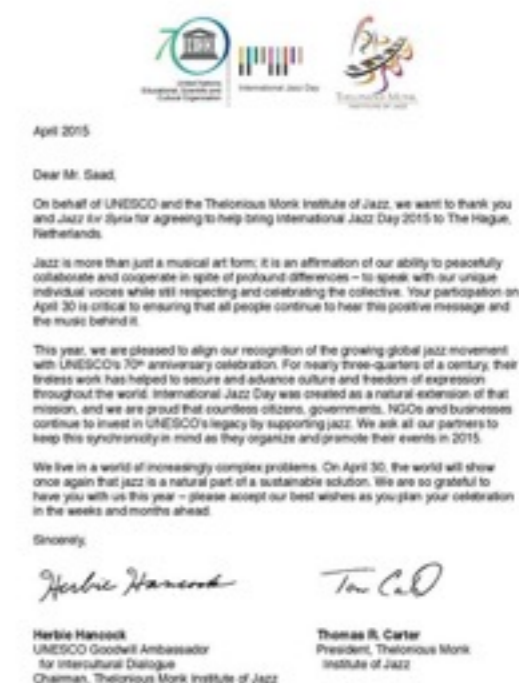 70
United Nations
Educational, Scientific and
Cultural Organization
International Jazz Day
THELONIOUS MONK
INSTITUTE OF JAZZ
April 2015
Dear Mr. Saad,
On behalf of UNESCO and the Thelonious Monk Institute of Jazz, we want to thank you
and Jazz for Syria for agreeing to help bring International Jazz Day 2015 to The Hague,
Netherlands.
Jazz is more than just a musical art form; it is an affirmation of our ability to peacefully
collaborate and cooperate in spite of profound differences – to speak with our unique
individual voices while still respecting and celebrating the collective. Your participation on
April 30 is critical to ensuring that all people continue to hear this positive message and
the music behind it.
This year, we are pleased to align our recognition of the growing global jazz movement
with UNESCO's 70th anniversary celebration. For nearly three-quarters of a century, their
tireless work has helped to secure and advance culture and freedom of expression
throughout the world. International Jazz Day was created as a natural extension of that
mission, and we are proud that countless citizens, governments, NGOs and businesses
continue to invest in UNESCO's legacy by supporting jazz. We ask all our partners to
keep this synchronicity in mind as they organize and promote their events in 2015.
We live in a world of increasingly complex problems. On April 30, the world will show
once again that jazz is a natural part of a sustainable solution. We are so grateful to
have you with us this year – please accept our best wishes as you plan your celebration
in the weeks and months ahead.
Sincerely,
Herbie Hancock
Herbie Hancock
UNESCO Goodwill Ambassador
for Intercultural Dialogue
Chairman, Thelonious Monk Institute of Jazz
Thomas R. Carter
President, Thelonious Monk
Institute of Jazz